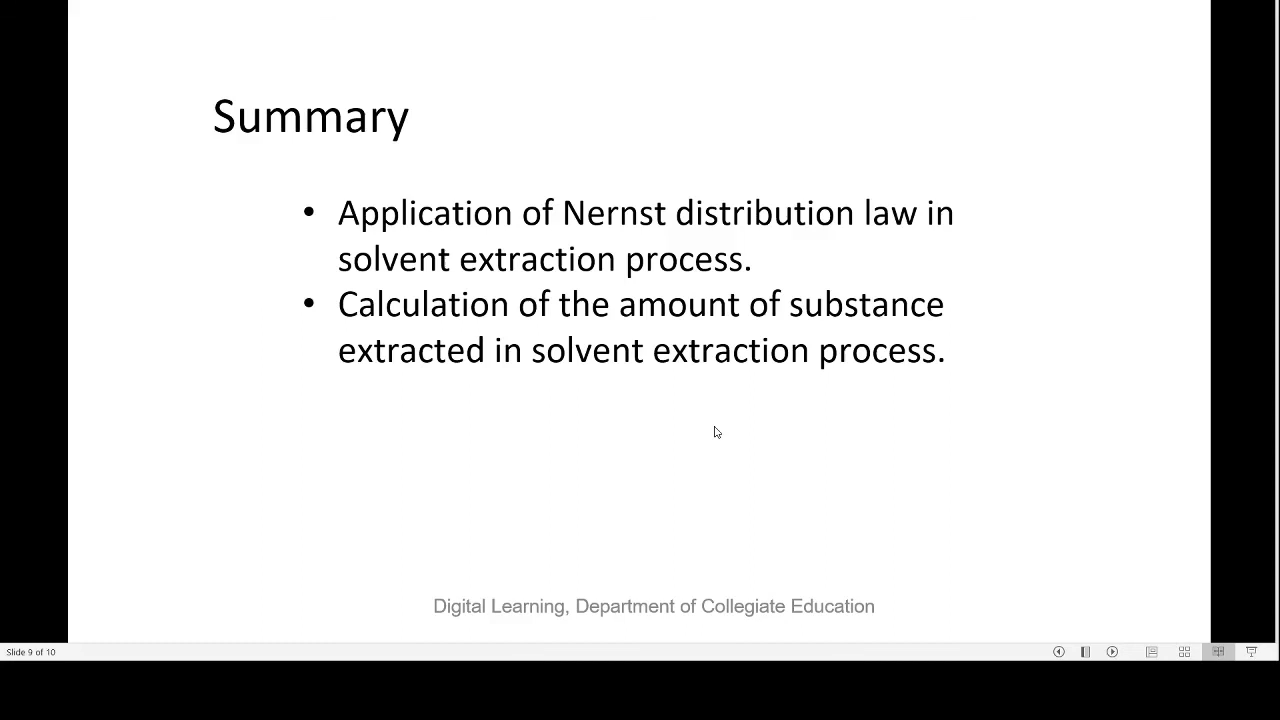 Summary
• Application of Nernst distribution law in
solvent extraction process.
• Calculation of the amount of substance
extracted in solvent extraction process.
Digital Learning, Department of Collegiate Education
Slide 9 of 10